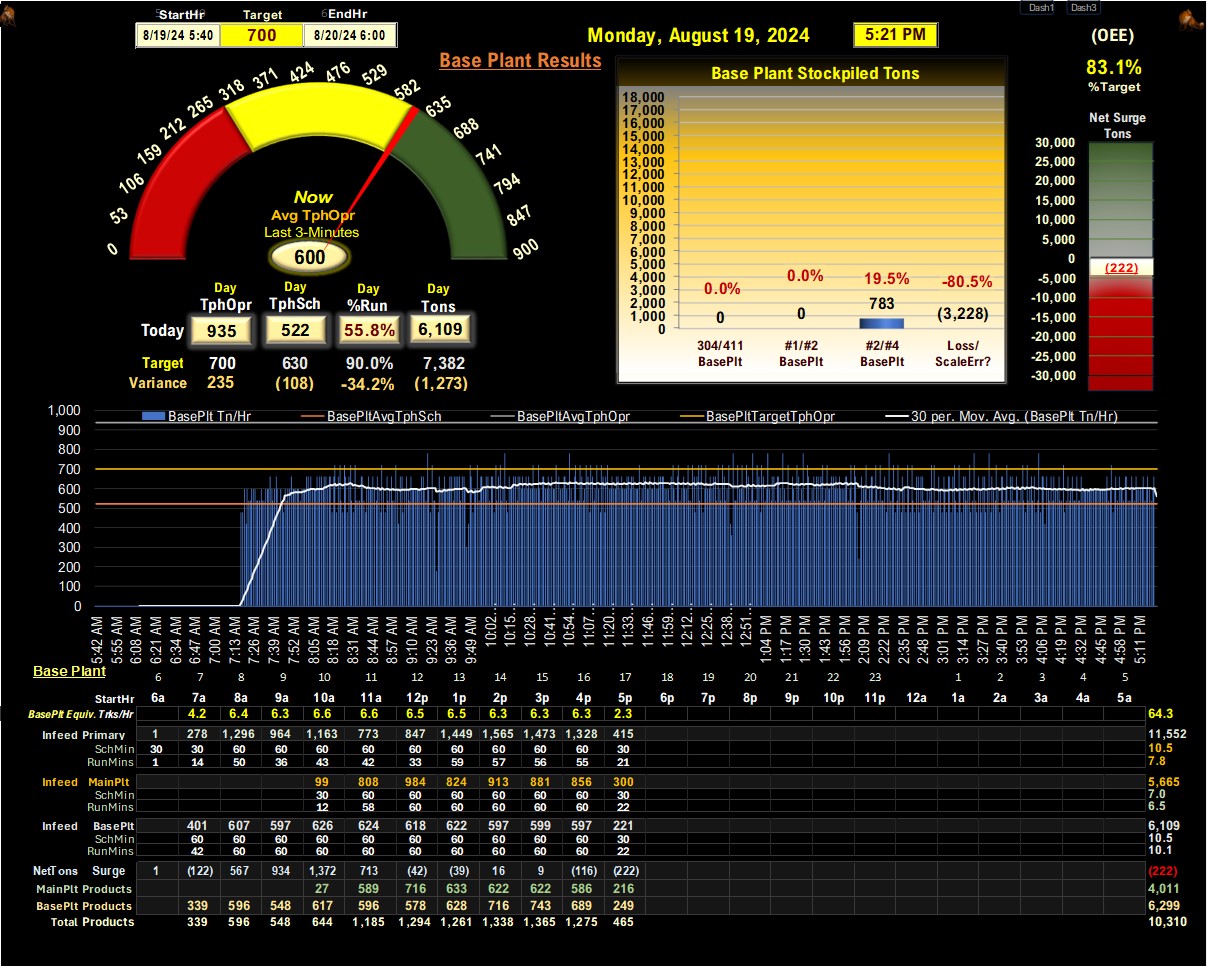 StartHr Target EndHr
8/19/24 5:40 700 8/20/24 6:00
Dash1 Dash3
Monday, August 19, 2024 5:21 PM
(OEE)
83.1%
%Target
Base Plant Results
0 53 106 159 212 265 318 371 424 476 529 582 635 688 741 794 847 900
Now
Avg TphOpr
Last 3-Minutes
600
Day Day Day Day
TphOpr TphSch %Run Tons
Today 935 522 55.8% 6,109
Target 700 630 90.0% 7,382
Variance 235 (108) -34.2% (1,273)
Base Plant Stockpiled Tons
18,000
17,000
16,000
15,000
14,000
13,000
12,000
11,000
10,000
9,000
8,000
7,000
6,000
5,000
4,000
3,000
2,000
1,000
0
0.0% 0.0% 19.5% -80.5%
0 0 783 (3,228)
304/411 #1/#2 #2/#4 Loss/
BasePlt BasePlt BasePlt ScaleErr?
Net Surge
Tons
30,000
25,000
20,000
15,000
10,000
5,000
0
(222)
-5,000
-10,000
-15,000
-20,000
-25,000
-30,000
BasePlt Tn/Hr BasePltAvgTphSch BasePltAvgTphOpr BasePltTargetTphOpr 30 per. Mov. Avg. (BasePlt Tn/Hr)
1,000
900
800
700
600
500
400
300
200
100
0
5:42 AM 5:55 AM 6:08 AM 6:21 AM 6:34 AM 6:47 AM 7:00 AM 7:13 AM 7:26 AM 7:39 AM 7:52 AM 8:05 AM 8:18 AM 8:31 AM 8:44 AM 8:57 AM 9:10 AM 9:23 AM 9:36 AM 9:49 AM 10:02... 10:15... 10:28... 10:41... 10:54... 11:07... 11:20... 11:33... 11:46... 11:59... 12:12... 12:25... 12:38... 12:51... 1:04 PM 1:17 PM 1:30 PM 1:43 PM 1:56 PM 2:09 PM 2:22 PM 2:35 PM 2:48 PM 3:01 PM 3:14 PM 3:27 PM 3:40 PM 3:53 PM 4:06 PM 4:19 PM 4:32 PM 4:45 PM 4:58 PM 5:11 PM
Base Plant
6 7 8 9 10 11 12 13 14 15 16 17 18 19 20 21 22 23 1 2 3 4 5
StartHr 6a 7a 8a 9a 10a 11a 12p 1p 2p 3p 4p 5p 6p 7p 8p 9p 10p 11p 12a 1a 2a 3a 4a 5a
BasePlt Equiv. Trks/Hr 4.2 6.4 6.3 6.6 6.6 6.5 6.5 6.3 6.3 6.3 2.3 64.3
Infeed Primary 1 278 1,296 964 1,163 773 847 1,449 1,565 1,473 1,328 415 11,552
SchMin 30 30 60 60 60 60 60 60 60 60 60 30 10.5
RunMins 1 14 50 36 43 42 33 59 57 56 55 21 7.8
Infeed MainPlt 99 808 984 824 913 881 856 300 5,665
SchMin 30 60 60 60 60 60 60 30 7.0
RunMins 12 58 60 60 60 60 60 22 6.5
Infeed BasePlt 401 607 597 626 624 618 622 597 599 597 221 6,109
SchMin 60 60 60 60 60 60 60 60 60 60 30 10.5
RunMins 42 60 60 60 60 60 60 60 60 60 22 10.1
NetTons Surge 1 (122) 567 934 1,372 713 (42) (39) 16 9 (116) (222) (222)
MainPlt Products 27 589 716 633 622 622 586 216 4,011
BasePlt Products 339 596 548 617 596 578 628 716 743 689 249 6,299
Total Products 339 596 548 644 1,185 1,294 1,261 1,338 1,365 1,275 465 10,310